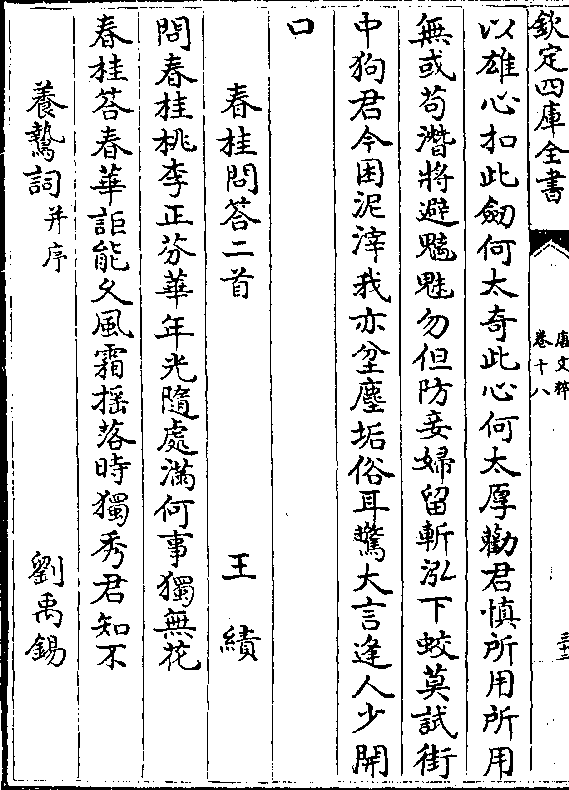 欽定四庫全書
唐文粹
卷十八
三十二
以雄心扣此劒何太奇此心何太厚勸君慎所用所用
無或苟潛將避魑魅勿但防妾婦留斬泓下蛟莫試街
中狗君今困泥滓我亦坌塵垢俗耳驚大言逢人少開
口
春桂問答二首 王績
問春桂桃李正芬華年光隨處滿何事獨無花
春桂答春華詎能久風霜揺落時獨秀君知不
養鷙詞并序 劉禹錫